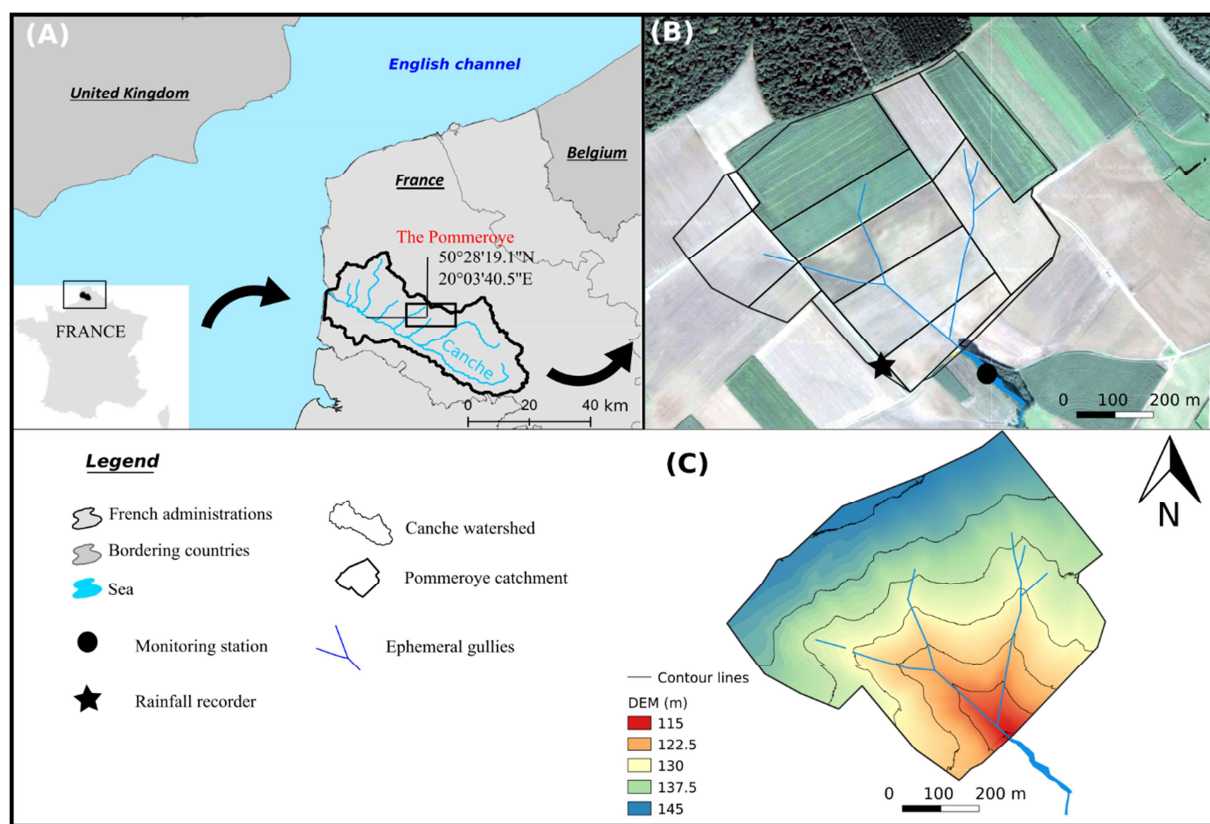 (A)
English channel
United Kingdom
Belgium
France
The Pommeroye
50°28'19.1"N
20°03'40.5"E
FRANCE
Canche
0 20 40 km
(B)
0 100 200 m
Legend
French administrations
Bordering countries
Sea
Monitoring station
Rainfall recorder
Canche watershed
Pommeroye catchment
Ephemeral gullies
(C)
N
Contour lines
DEM (m)
115
122.5
130
137.5
145
0 100 200 m